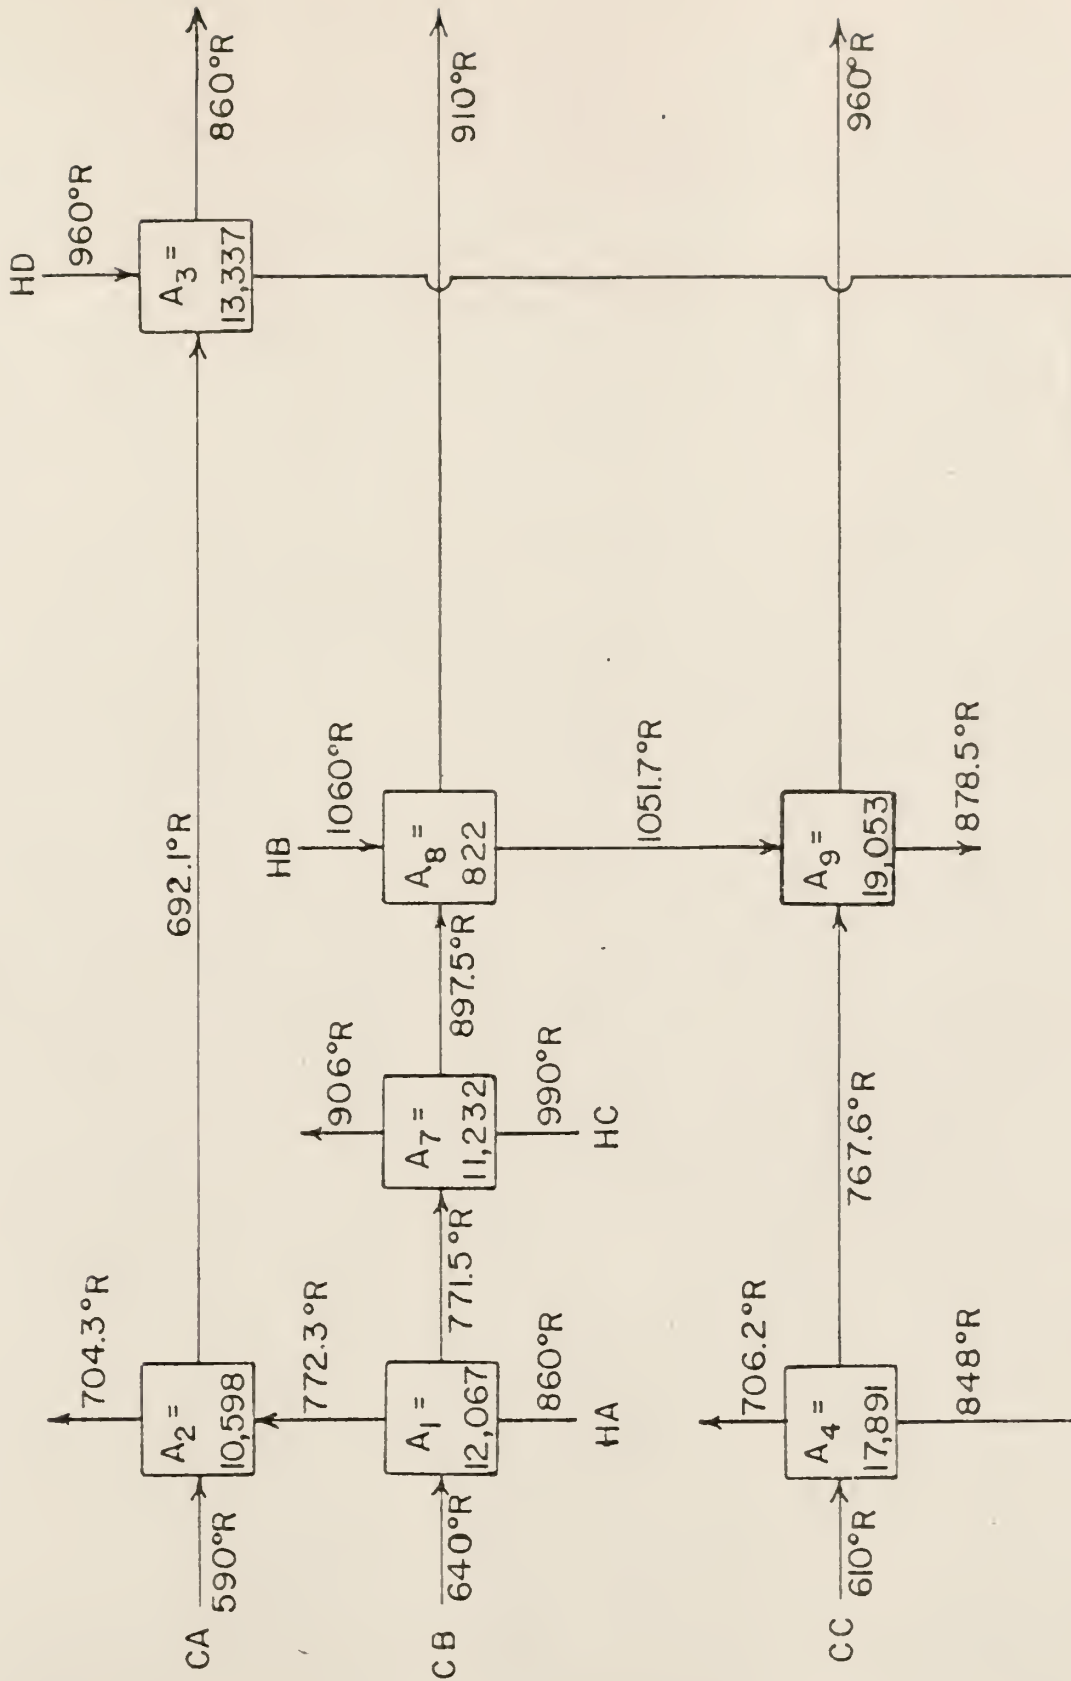 CA
590°R
A₂ =
10,598
704.3°R
692.1°R
HD
960°R
A₃ =
13,337
860°R
772.3°R
CB
640°R
A₁ =
12,067
860°R
HA
771.5°R
A₇ =
11,232
906°R
990°R
HC
897.5°R
HB
1060°R
A₈ =
822
910°R
1051.7°R
CC
610°R
A₄ =
17,891
706.2°R
848°R
767.6°R
A₉ =
19,053
878.5°R
960°R